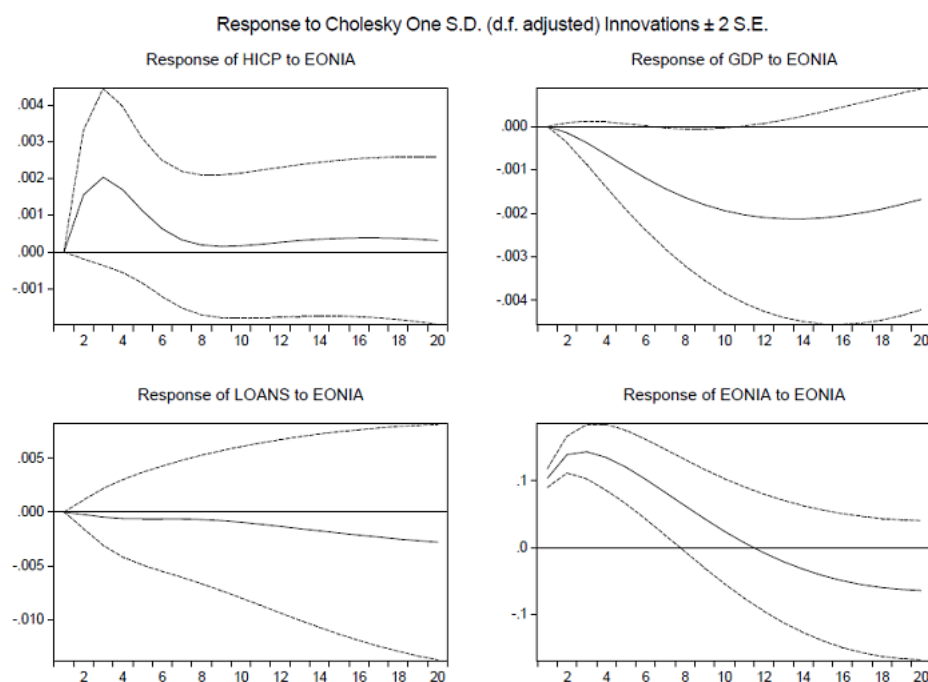 Response to Cholesky One S.D. (d.f. adjusted) Innovations ± 2 S.E.
Response of HICP to EONIA
.004
.003
.002
.001
.000
-.001
2 4 6 8 10 12 14 16 18 20
Response of GDP to EONIA
.000
-.001
-.002
-.003
-.004
2 4 6 8 10 12 14 16 18 20
Response of LOANS to EONIA
.005
.000
-.005
-.010
2 4 6 8 10 12 14 16 18 20
Response of EONIA to EONIA
.1
.0
-.1
2 4 6 8 10 12 14 16 18 20